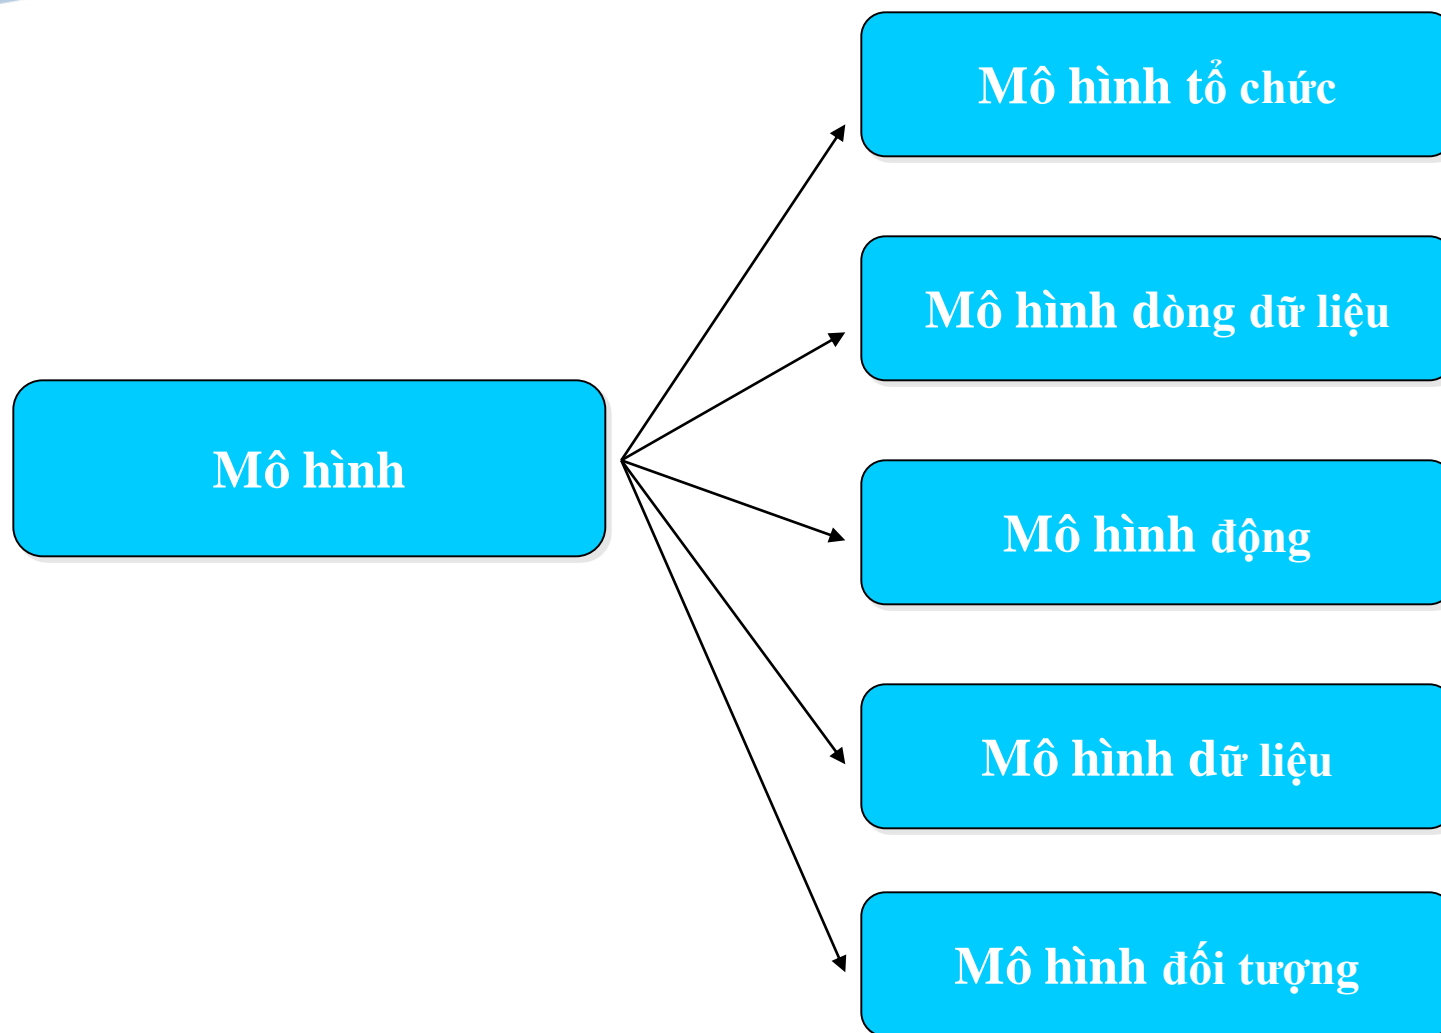 Mô hình tổ chức
Mô hình dòng dữ liệu
Mô hình
Mô hình động
Mô hình dữ liệu
Mô hình đối tượng